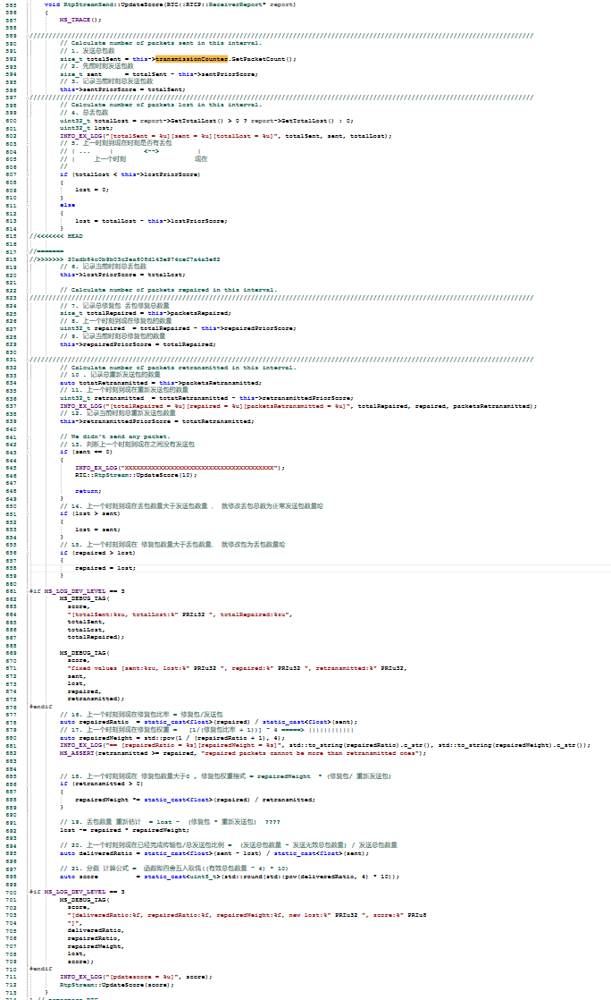 585 void RtpStreamSend::UpdateScore(RTC::RTCP::ReceiverReport* report)
586 {
587 MS_TRACE();
588
589 ////////////////////////////////////////////////////////////////////////////////////////////////////////////////////////////////////
590 // Calculate number of packets sent in this interval.
591 // 1. 发送总包数
592 size_t totalSent = this->transmissionCounter.GetPacketCount();
593 // 2. 先前时刻发送包数
594 size_t sent = totalSent - this->sentPriorScore;
595 // 3. 记录当前时刻总发送包数
596 this->sentPriorScore = totalSent;
597 ////////////////////////////////////////////////////////////////////////////////////////////////////////////////////////////////////
598 // Calculate number of packets lost in this interval.
599 // 4. 总丢包数
600 uint32_t totalLost = report->GetTotalLost() > 0 ? report->GetTotalLost() : 0;
601 uint32_t lost;
602 INFO_EX_LOG("[totalSent = %u][sent = %u][totalLost = %u]", totalSent, sent, totalLost);
603 // 5. 上一时刻到现在时刻是否有丢包
604 // | ... | <--> |
605 // | 上一个时刻 现在
606 //
607 if (totalLost < this->lostPriorScore)
608 {
609 lost = 0;
610 }
611 else
612 {
613 lost = totalLost - this->lostPriorScore;
614 }
615 //<<<<<<< HEAD
616
617 //=======
618 //>>>>>>>
619 // 6. 记录当前时刻总丢包数
620 this->lostPriorScore = totalLost;
621
622 // Calculate number of packets repaired in this interval.
623 ////////////////////////////////////////////////////////////////////////////////////////////////////////////////////////////////////
624 // 7. 记录总修复包 丢包修复总数量
625 size_t totalRepaired = this->packetsRepaired;
626 // 8. 上一个时刻到现在修复包的数量
627 uint32_t repaired = totalRepaired - this->repairedPriorScore;
628 // 9. 记录当前时刻总修复包的数量
629 this->repairedPriorScore = totalRepaired;
630
631 ////////////////////////////////////////////////////////////////////////////////////////////////////////////////////////////////////
632 // Calculate number of packets retransmitted in this interval.
633 // 10 . 记录总重新发送包的数量
634 auto totatRetransmitted = this->packetsRetransmitted;
635 // 11. 上一个时刻到现在重新发送包的数量
636 uint32_t retransmitted = totatRetransmitted - this->retransmittedPriorScore;
637 INFO_EX_LOG("[totalRepaired = %u][repaired = %u][packetsRetransmitted = %u]", totalRepaired, repaired, packetsRetransmitted);
638 // 12. 记录当前时刻总重新发送包数量
639 this->retransmittedPriorScore = totatRetransmitted;
640
641 // We didn't send any packet.
642 // 13. 判断上一个时刻到现在之间没有发送包
643 if (sent == 0)
644 {
645 INFO_EX_LOG("XXXXXXXXXXXXXXXXXXXXXXXXXXXXXXXXXXXXXXX");
646 RTC::RtpStream::UpdateScore(10);
647
648 return;
649 }
650 // 14. 上一个时刻到现在丢包数量大于发送包数量 , 就修改丢包总数为正常发送包数量哈
651 if (lost > sent)
652 {
653 lost = sent;
654 }
655 // 15. 上一个时刻到现在 修复包数量大于丢包数量, 就修改包为丢包数量哈
656 if (repaired > lost)
657 {
658 repaired = lost;
659 }
660
661 #if MS_LOG_DEV_LEVEL == 3
662 MS_DEBUG_TAG(
663 score,
664 "[totalSent:%zu, totalLost:%" PRIi32 ", totalRepaired:%zu",
665 totalSent,
666 totalLost,
667 totalRepaired);
668
669 MS_DEBUG_TAG(
670 score,
671 "fixed values [sent:%zu, lost:%" PRIu32 ", repaired:%" PRIu32 ", retransmitted:%" PRIu32,
672 sent,
673 lost,
674 repaired,
675 retransmitted);
676 #endif
677 // 16. 上一个时刻到现在修复包比率 = 修复包/发送包
678 auto repairedRatio = static_cast<float>(repaired) / static_cast<float>(sent);
679 // 17. 上一个时刻到现在修复包权重 = [1/(修复包比率 + 1))] ^ 4 =====> ||||||||||||
680 auto repairedWeight = std::pow(1 / (repairedRatio + 1), 4);
681 INFO_EX_LOG("== [repairedRatio = %s][repairedWeight = %s]", std::to_string(repairedRatio).c_str(), std::to_string(repairedWeight).c_str());
682 MS_ASSERT(retransmitted >= repaired, "repaired packets cannot be more than retransmitted ones");
683
684
685 // 18. 上一个时刻到现在 修复包数量大于0 , 修复包权重格式 = repairedWeight * (修复包/ 重新发送包)
686 if (retransmitted > 0)
687 {
688 repairedWeight *= static_cast<float>(repaired) / retransmitted;
689 }
690
691 // 19. 丢包数量 重新估计 = lost - (修复包 * 重新发送包) ????
692 lost -= repaired * repairedWeight;
693
694 // 20. 上一个时刻到现在已经完成传输包/总发送包比例 = (发送总包数量 - 发送无效总包数量) / 发送总包数量
695 auto deliveredRatio = static_cast<float>(sent - lost) / static_cast<float>(sent);
696
697 // 21. 分数 计算公式 = 函数即四舍五入取偶((有效总包数量 ^ 4) * 10)
698 auto score = static_cast<uint8_t>(std::round(std::pow(deliveredRatio, 4) * 10));
699
700 #if MS_LOG_DEV_LEVEL == 3
701 MS_DEBUG_TAG(
702 score,
703 "[deliveredRatio:%f, repairedRatio:%f, repairedWeight:%f, new lost:%" PRIu32 ", score:%" PRIu8
704 "]",
705 deliveredRatio,
706 repairedRatio,
707 repairedWeight,
708 lost,
709 score);
710 #endif
711 INFO_EX_LOG("[pdatescore = %u]", score);
712 RtpStream::UpdateScore(score);
713 }